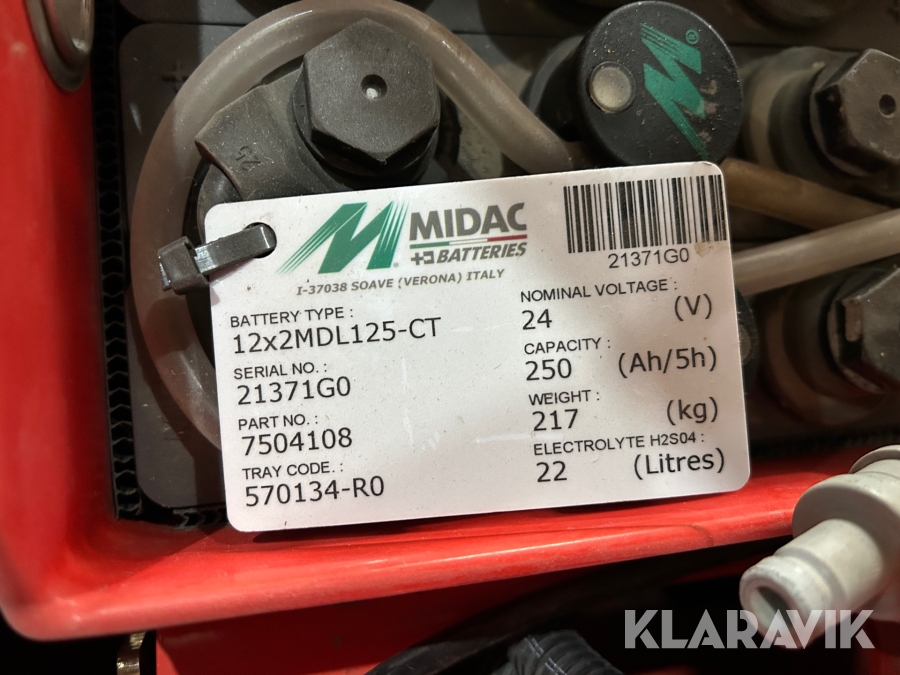 MIDAC
BATTERIES
I-37038 SOAVE (VERONA) ITALY
21371G0
BATTERY TYPE :
12x2MDL125-CT
SERIAL NO. :
21371G0
PART NO. :
7504108
TRAY CODE. :
570134-R0
NOMINAL VOLTAGE :
24 (V)
CAPACITY :
250 (Ah/5h)
WEIGHT :
217 (kg)
ELECTROLYTE H2S04 :
22 (Litres)
25
KLARAVIK